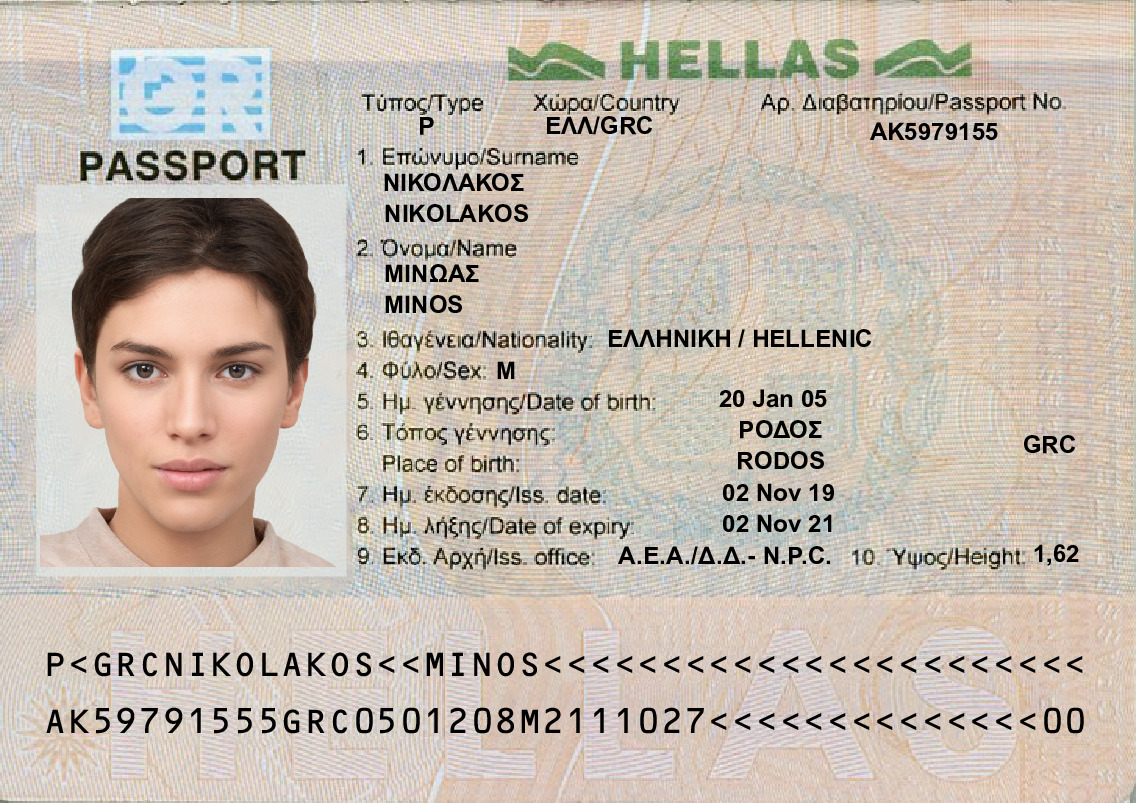 GR
HELLAS
PASSPORT
Τύπος/Type Χώρα/Country Αρ. Διαβατηρίου/Passport No.
P ΕΛΛ/GRC AK5979155
1. Επώνυμο/Surname
ΝΙΚΟΛΑΚΟΣ
NIKOLAKOS
2. Όνομα/Name
ΜΙΝΩΑΣ
MINOS
3. Ιθαγένεια/Nationality: ΕΛΛΗΝΙΚΗ / HELLENIC
4. Φύλο/Sex: M
5. Ημ. γέννησης/Date of birth: 20 Jan 05
6. Τόπος γέννησης: ΡΟΔΟΣ
Place of birth: RODOS GRC
7. Ημ. έκδοσης/Iss. date: 02 Nov 19
8. Ημ. λήξης/Date of expiry: 02 Nov 21
9 Εκδ. Αρχή/Iss. office: Α.Ε.Α./Δ.Δ.- N.P.C. 10. Ύψος/Height: 1,62
HELLAS
P<GRCNIKOLAKOS<<MINOS<<<<<<<<<<<<<<<<<<<<<<<
AK59791555GRC0501208M2111027<<<<<<<<<<<<<<00